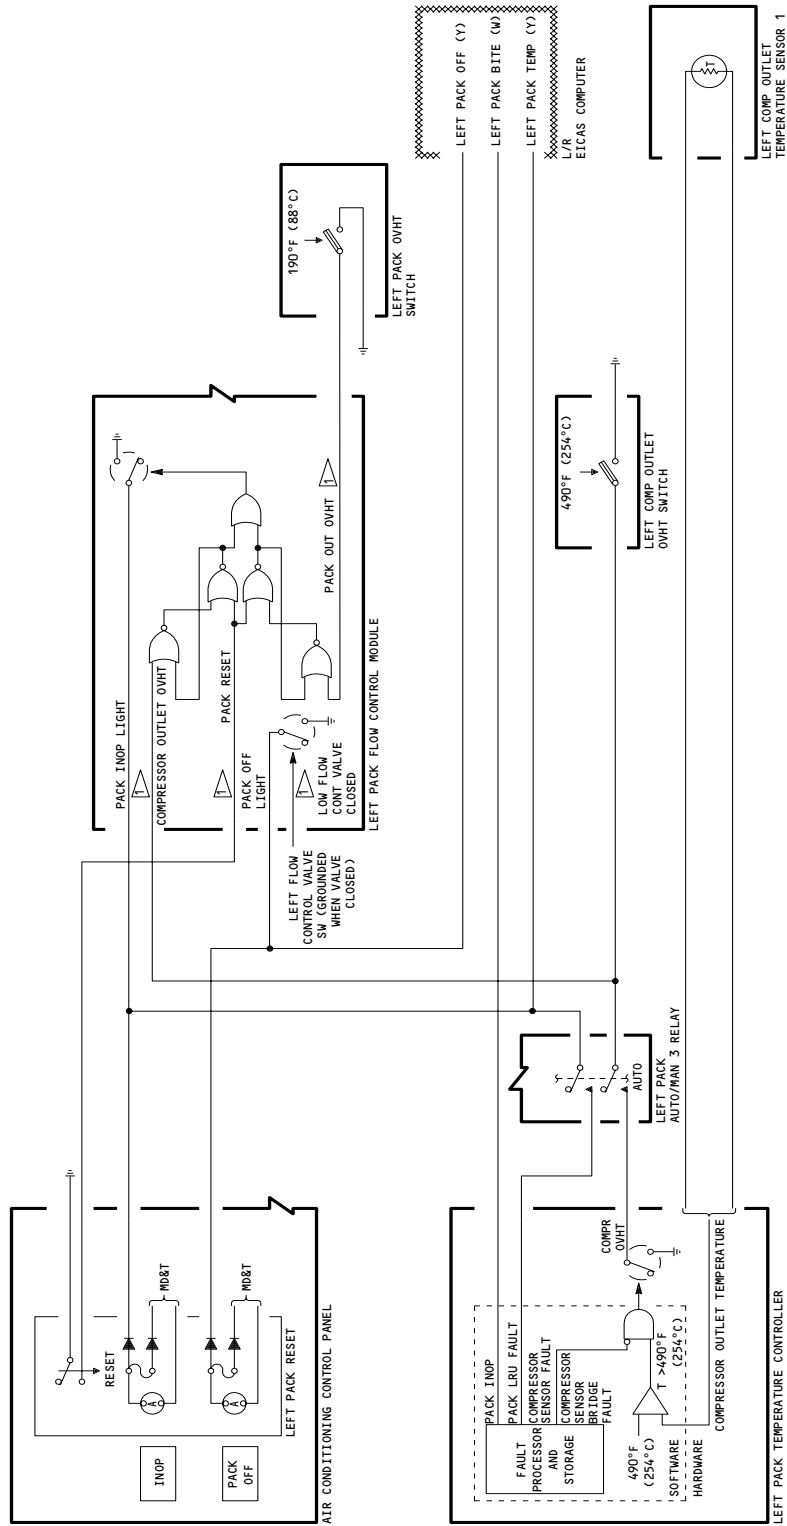 AIR CONDITIONING CONTROL PANEL
LEFT PACK RESET
INOP
PACK
OFF
RESET
MD&T
MD&T
A
A
PACK INOP LIGHT
COMPRESSOR OUTLET OVHT
PACK RESET
PACK OFF
LIGHT
LOW FLOW
CONT VALVE
CLOSED
LEFT FLOW
CONTROL VALVE
SW (GROUNDED
WHEN VALVE
CLOSED)
PACK OUT OVHT
1
1
1
1
LEFT PACK FLOW CONTROL MODULE
190°F (88°C)
LEFT PACK OVHT
SWITCH
LEFT PACK OFF (Y)
LEFT PACK BITE (W)
LEFT PACK TEMP (Y)
L/R
EICAS COMPUTER
490°F (254°C)
LEFT COMP OUTLET
OVHT SWITCH
T
LEFT COMP OUTLET
TEMPERATURE SENSOR 1
AUTO
LEFT PACK
AUTO/MAN 3 RELAY
FAULT
PROCESSOR
AND
STORAGE
PACK INOP
PACK LRU FAULT
COMPRESSOR
SENSOR FAULT
COMPRESSOR
SENSOR
BRIDGE
FAULT
490°F
(254°C)
T >490°F
(254°C)
SOFTWARE
HARDWARE
COMPR
OVHT
COMPRESSOR OUTLET TEMPERATURE
LEFT PACK TEMPERATURE CONTROLLER